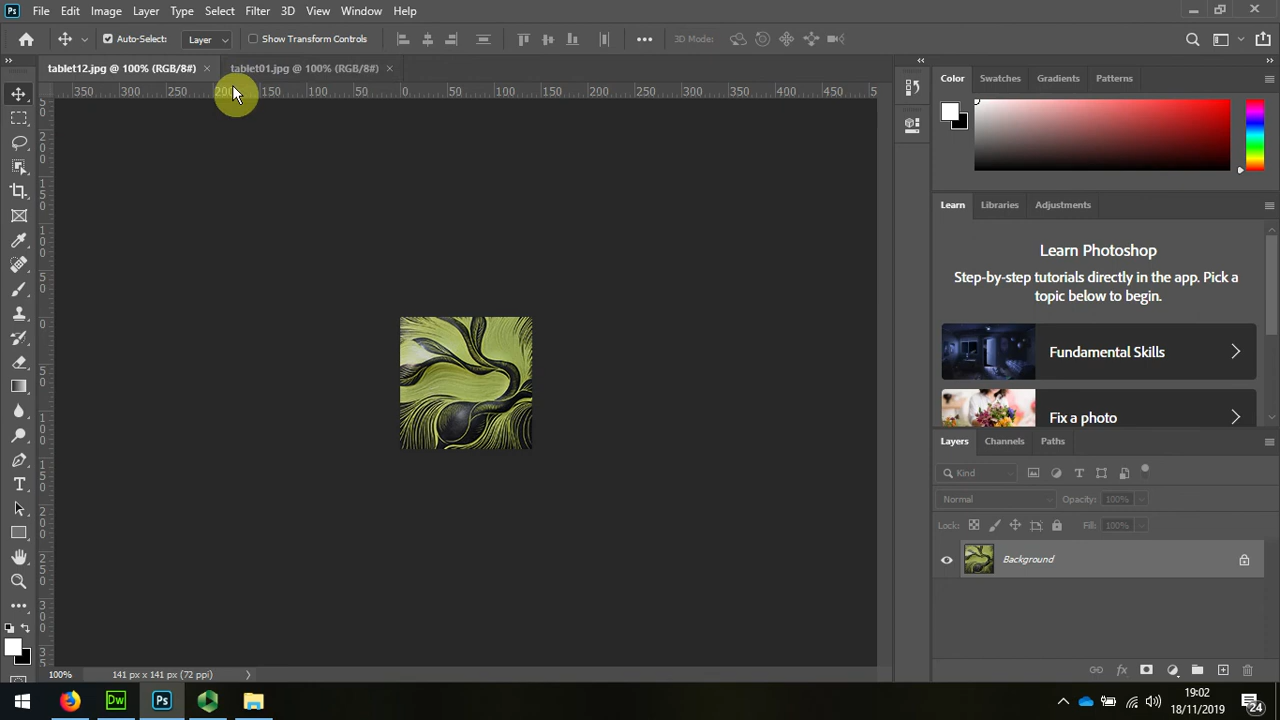 Ps File Edit Image Layer Type Select Filter 3D View Window Help
Auto-Select: Layer Show Transform Controls 3D Mode:
tablet12.jpg @ 100% (RGB/8#) × tablet01.jpg @ 100% (RGB/8#) ×
350 300 250 200 150 100 50 0 50 100 150 200 250 300 350 400 450 5
Color Swatches Gradients Patterns
Learn Libraries Adjustments
Learn Photoshop
Step-by-step tutorials directly in the app. Pick a
topic below to begin.
Fundamental Skills
Fix a photo
Layers Channels Paths
Kind
Normal Opacity: 100%
Lock: Fill: 100%
Background
100% 141 px x 141 px (72 ppi)
Dw Ps
19:02
18/11/2019
24